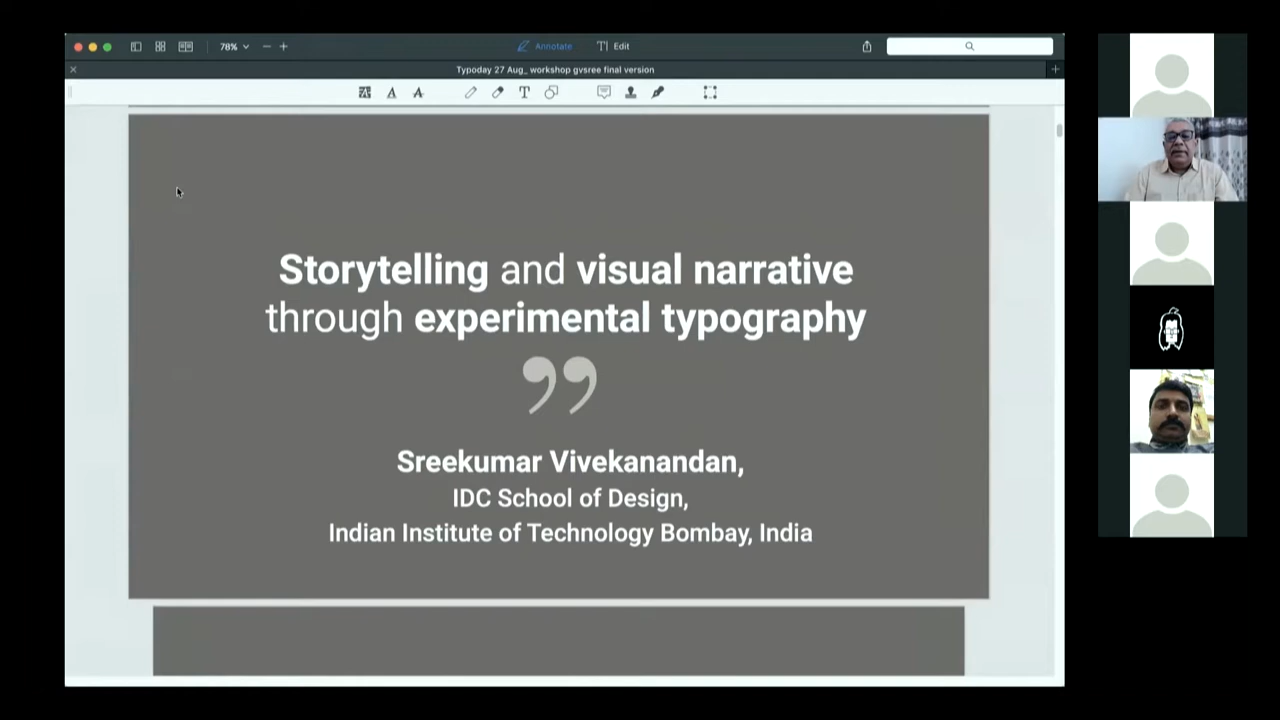 78%
Annotate
Edit
Typoday 27 Aug_ workshop gvsree final version
Storytelling and visual narrative
through experimental typography
”
Sreekumar Vivekanandan,
IDC School of Design,
Indian Institute of Technology Bombay, India